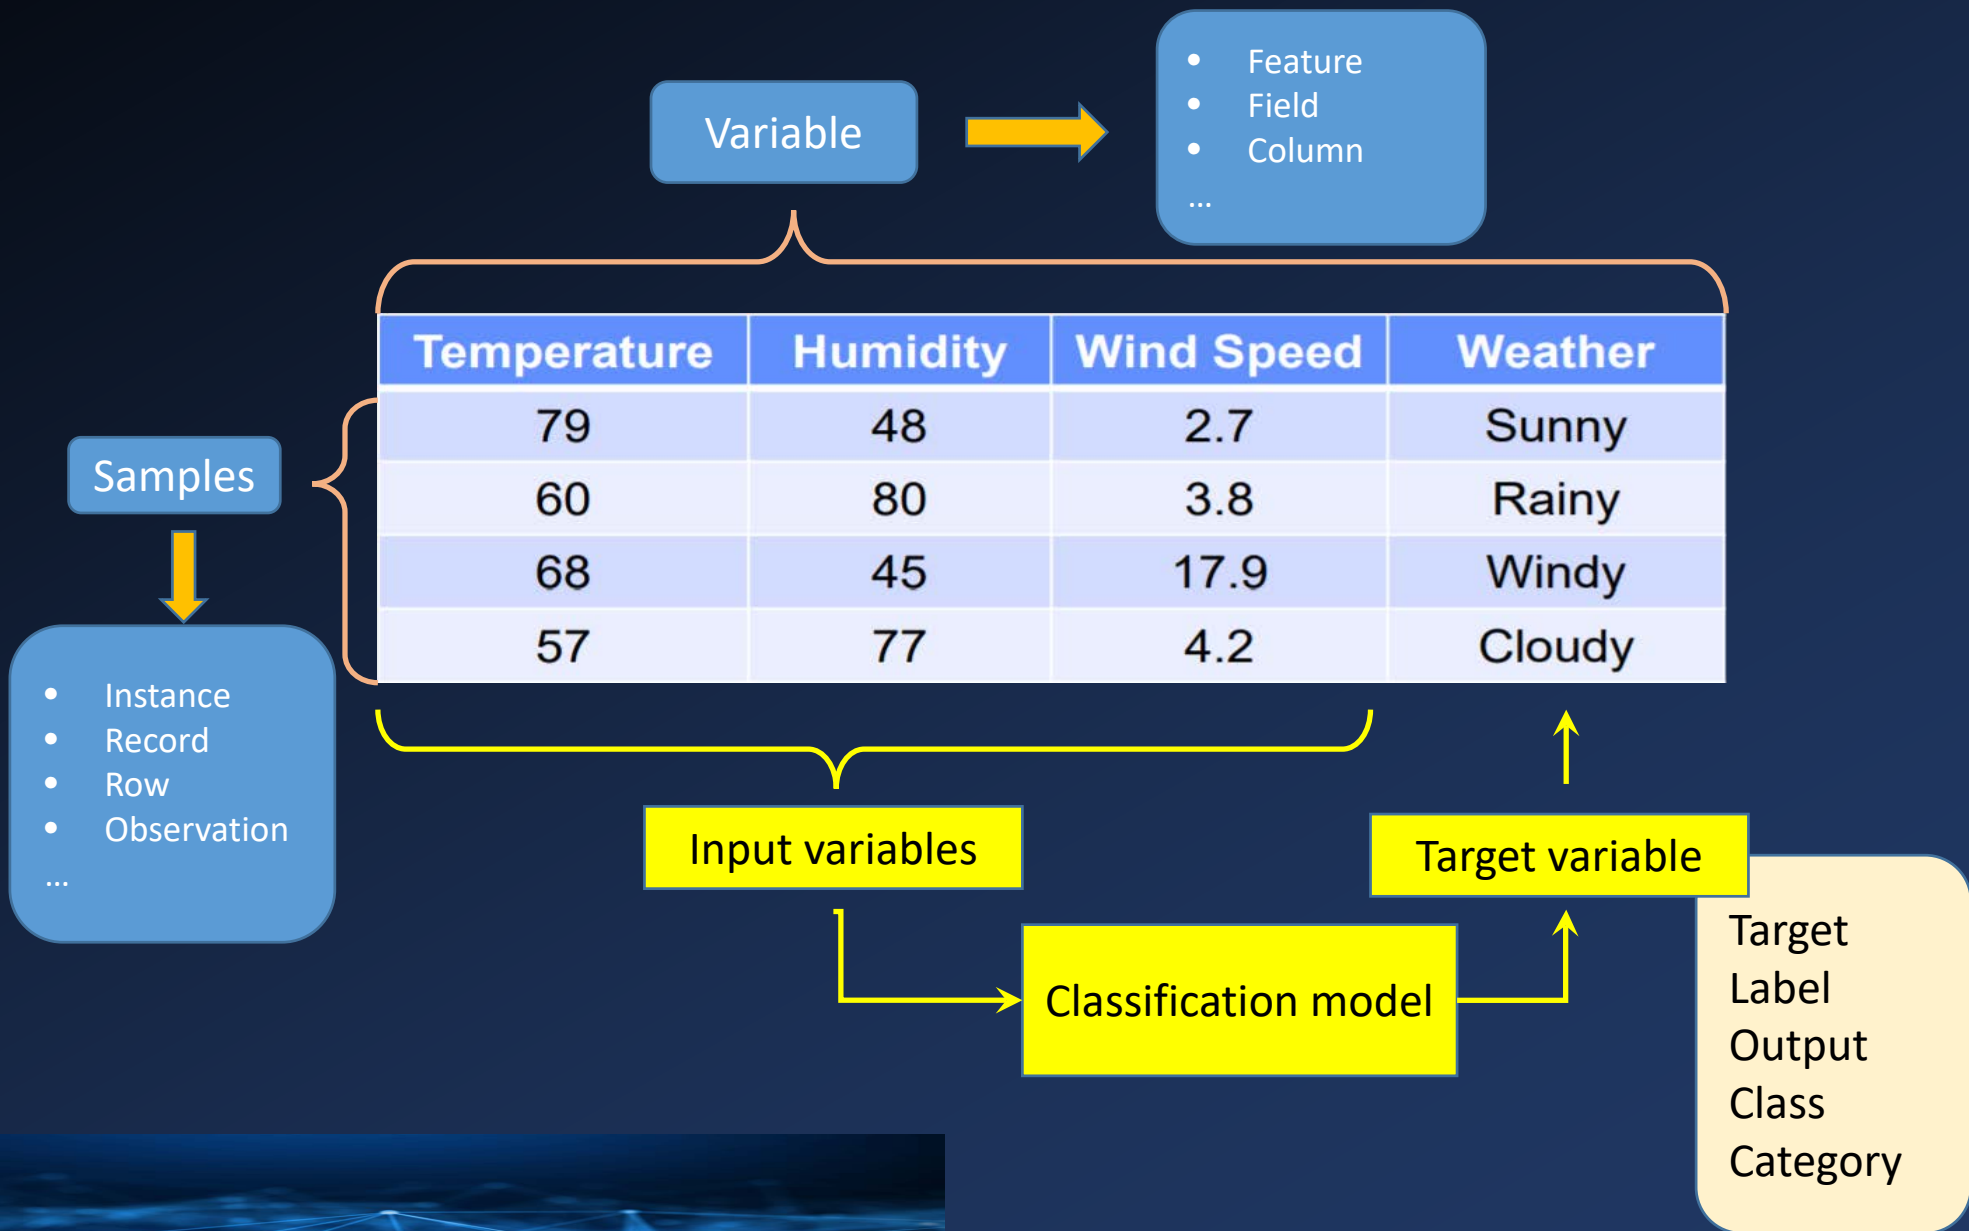 Variable
• Feature
• Field
• Column
...
Temperature Humidity Wind Speed Weather
79 48 2.7 Sunny
60 80 3.8 Rainy
68 45 17.9 Windy
57 77 4.2 Cloudy
Samples
• Instance
• Record
• Row
• Observation
...
Input variables
Target variable
Classification model
Target
Label
Output
Class
Category